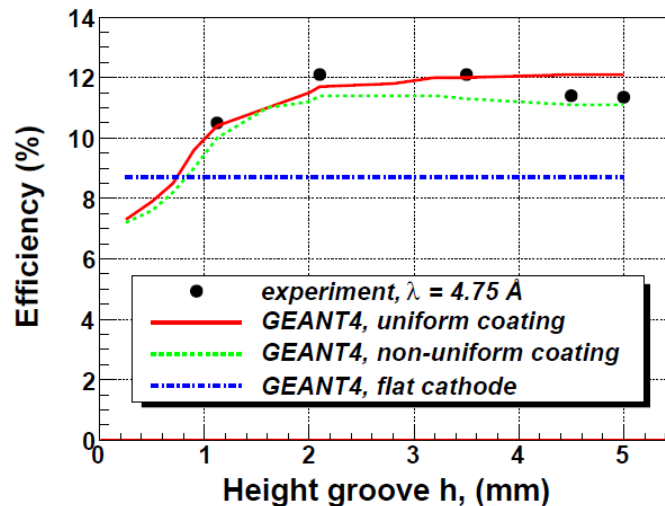 Efficiency (%)
14
12
10
8
6
4
2
0
experiment, λ = 4.75 Å
GEANT4, uniform coating
GEANT4, non-uniform coating
GEANT4, flat cathode
0 1 2 3 4 5
Height groove h, (mm)